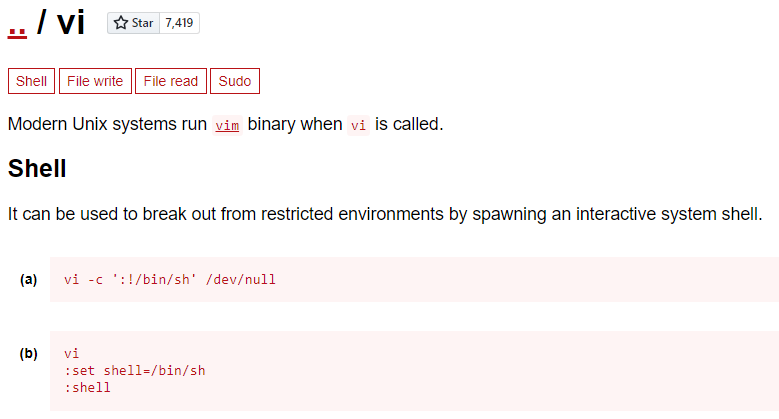 .. / vi Star 7,419
Shell File write File read Sudo
Modern Unix systems run vim binary when vi is called.
Shell
It can be used to break out from restricted environments by spawning an interactive system shell.
(a) vi -c ':!/bin/sh' /dev/null
(b) vi
:set shell=/bin/sh
:shell